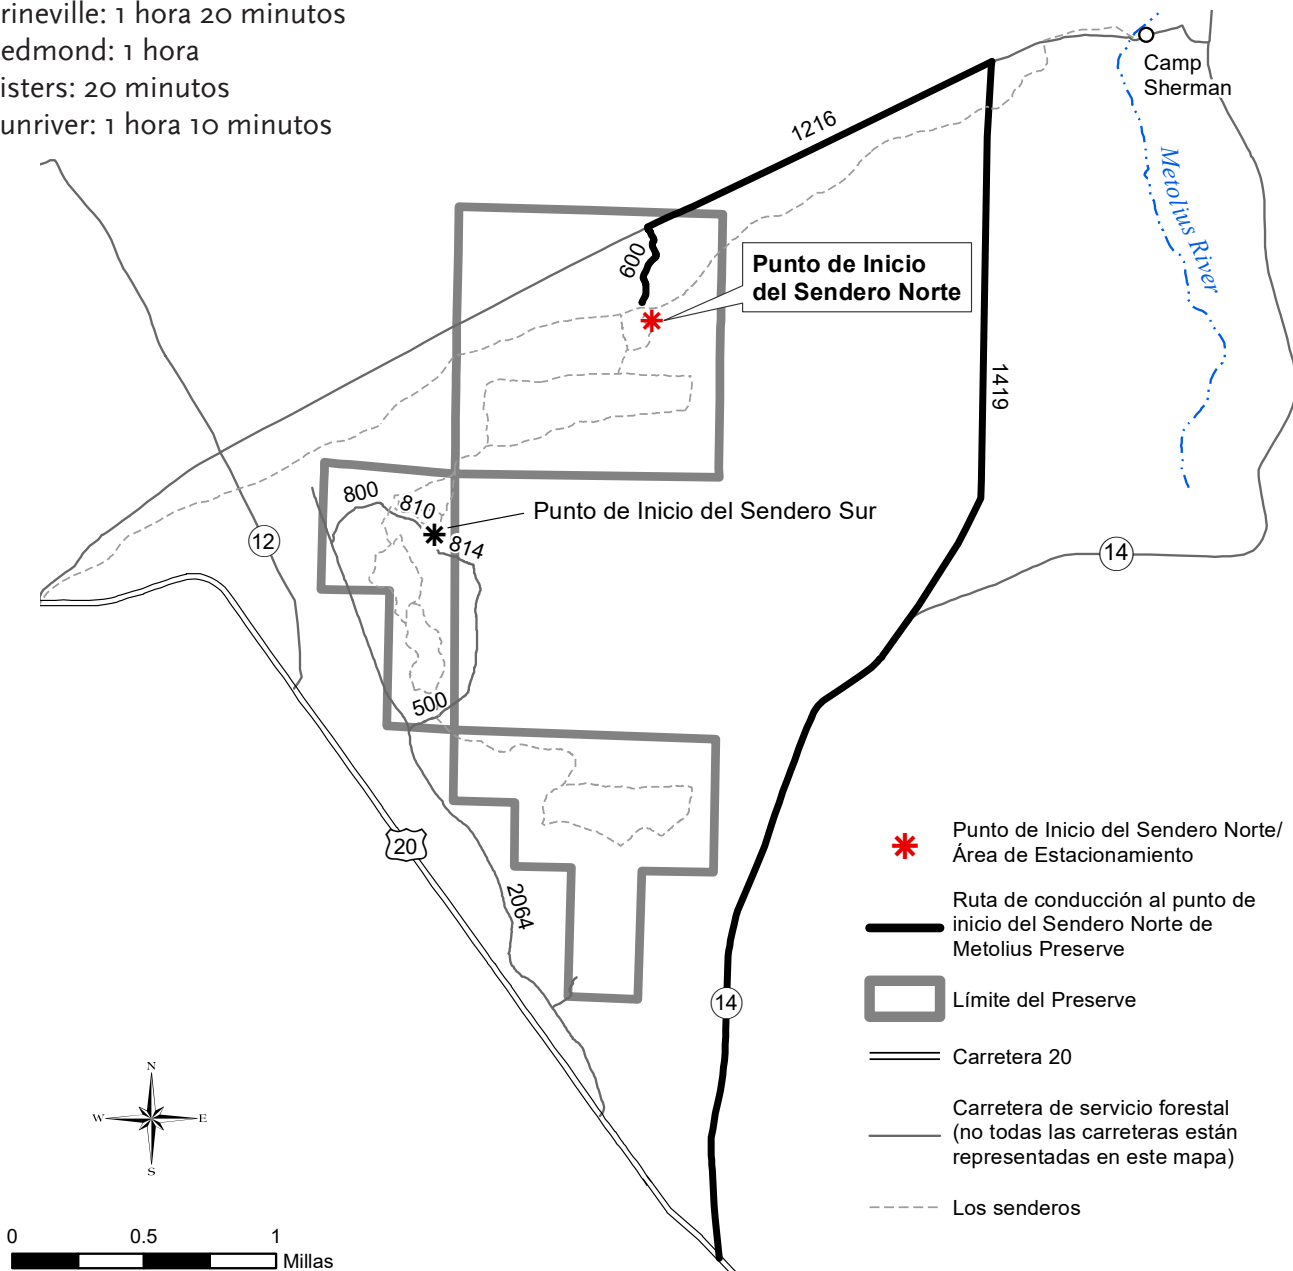 rineville: 1 hora 20 minutos
edmond: 1 hora
isters: 20 minutos
unriver: 1 hora 10 minutos
Camp
Sherman
1216
Metolius River
600
Punto de Inicio
del Sendero Norte
1419
800
810
Punto de Inicio del Sendero Sur
814
12
14
500
20
2064
14
Punto de Inicio del Sendero Norte/
Área de Estacionamiento
Ruta de conducción al punto de
inicio del Sendero Norte de
Metolius Preserve
Límite del Preserve
Carretera 20
Carretera de servicio forestal
(no todas las carreteras están
representadas en este mapa)
Los senderos
N
W E
S
0 0.5 1
Millas